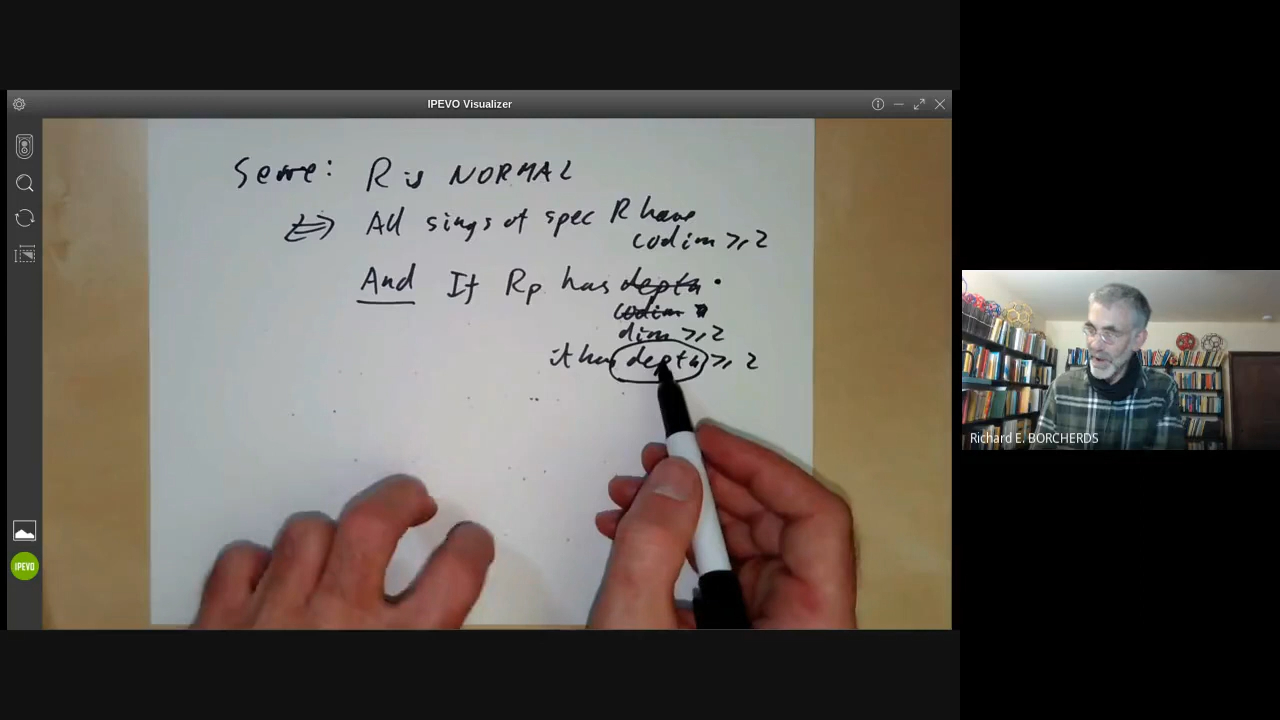 IPEVO Visualizer
Serre: R is NORMAL
⇔ All sings of spec R have
codim ≥ 2
And If Rp has depth
codim
dim ≥ 2
it has depth ≥ 2
Richard E. BORCHERDS
IPEVO